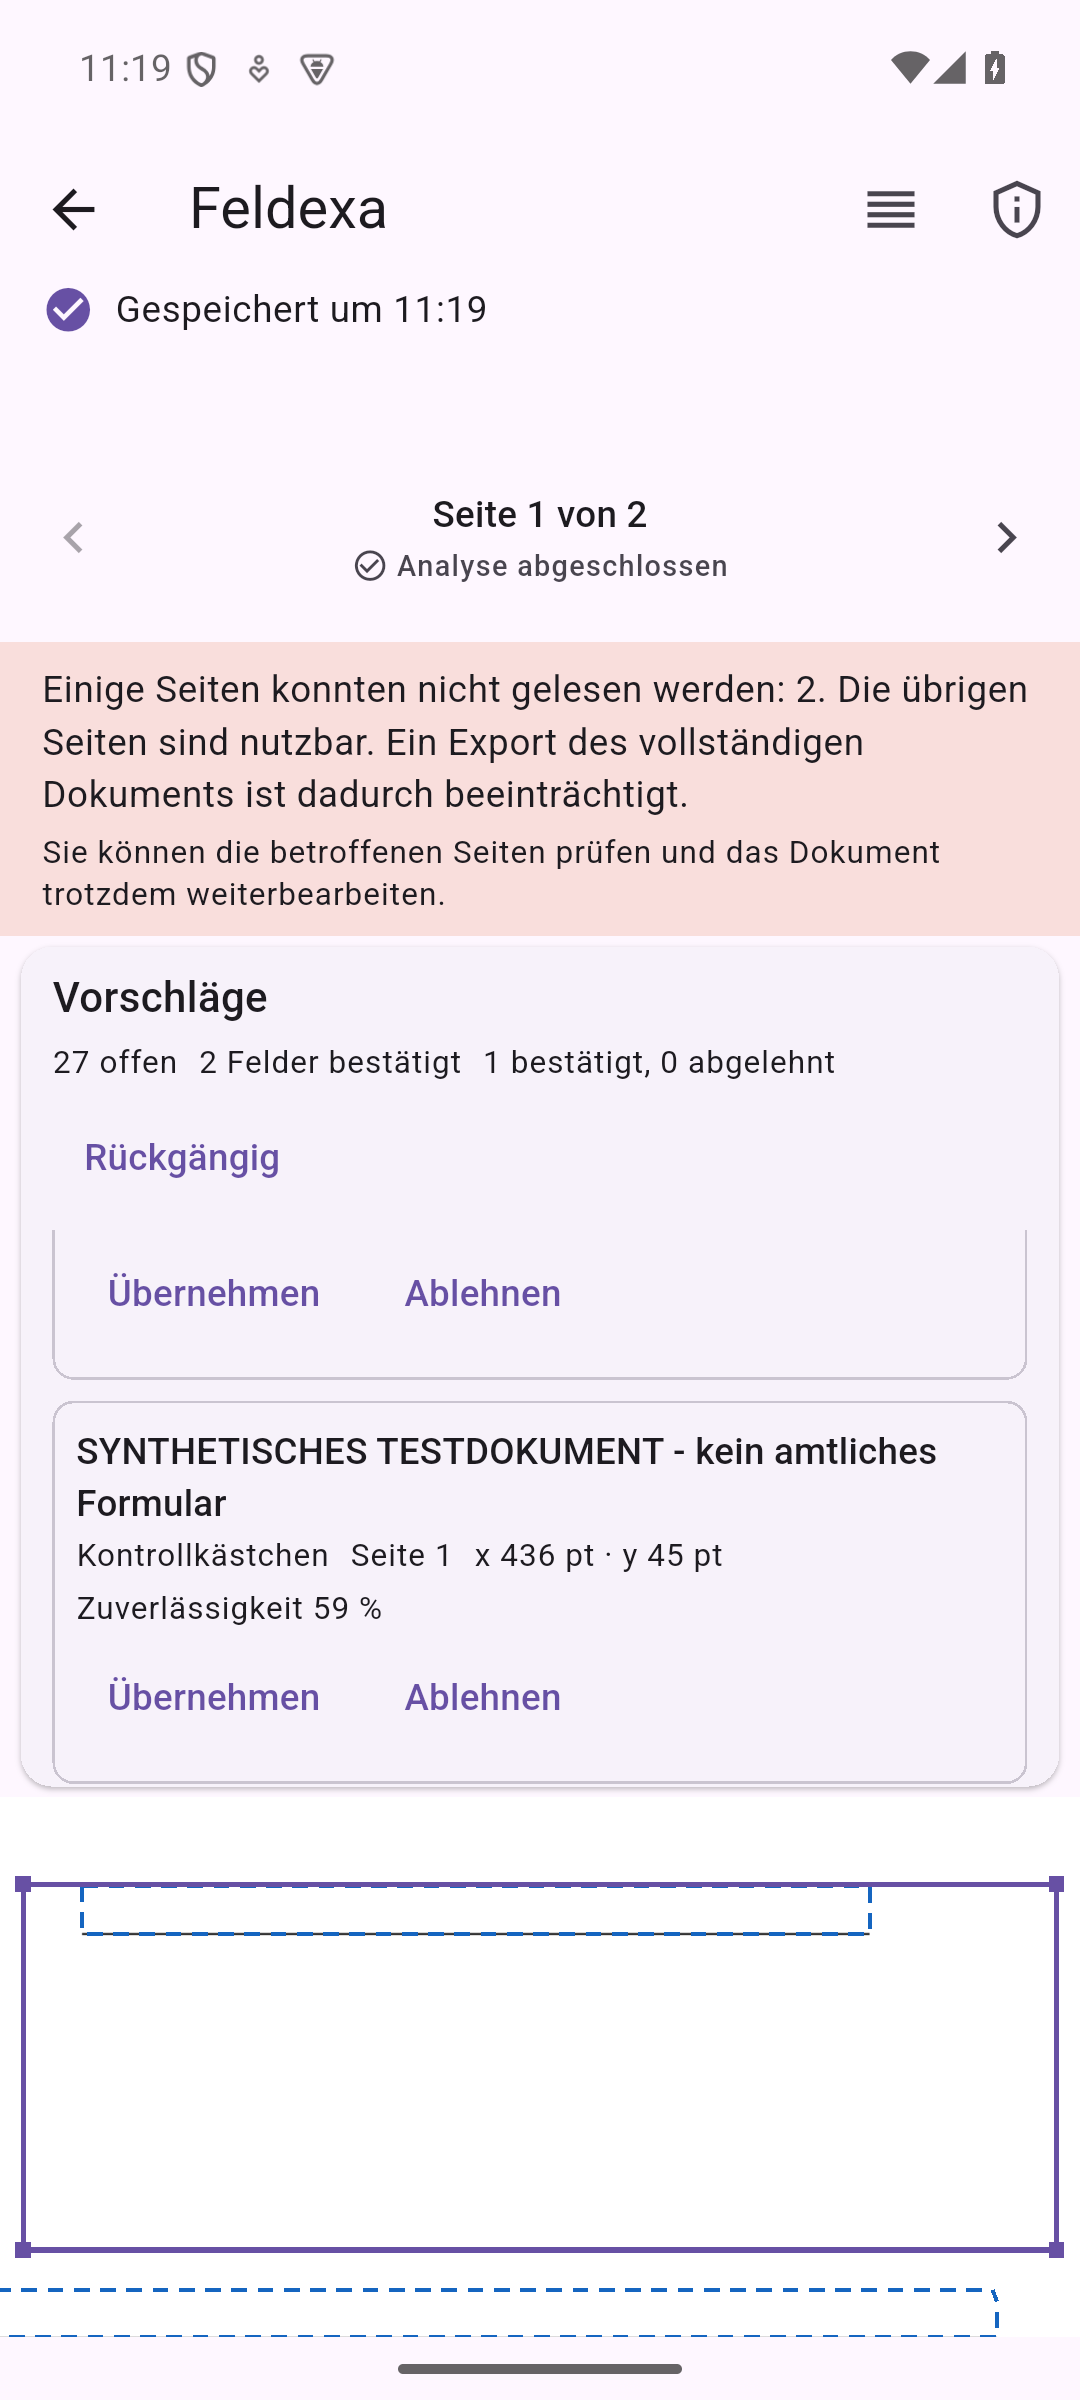 11:19
Feldexa
Gespeichert um 11:19
Seite 1 von 2
Analyse abgeschlossen
Einige Seiten konnten nicht gelesen werden: 2. Die übrigen
Seiten sind nutzbar. Ein Export des vollständigen
Dokuments ist dadurch beeinträchtigt.
Sie können die betroffenen Seiten prüfen und das Dokument
trotzdem weiterbearbeiten.
Vorschläge
27 offen 2 Felder bestätigt 1 bestätigt, 0 abgelehnt
Rückgängig
Übernehmen Ablehnen
SYNTHETISCHES TESTDOKUMENT - kein amtliches
Formular
Kontrollkästchen Seite 1 x 436 pt · y 45 pt
Zuverlässigkeit 59 %
Übernehmen Ablehnen